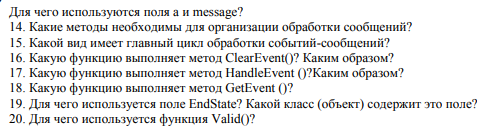 Для чего используются поля a и message?
14. Какие методы необходимы для организации обработки сообщений?
15. Какой вид имеет главный цикл обработки событий-сообщений?
16. Какую функцию выполняет метод ClearEvent()? Каким образом?
17. Какую функцию выполняет метод HandleEvent ()?Каким образом?
18. Какую функцию выполняет метод GetEvent ()?
19. Для чего используется поле EndState? Какой класс (объект) содержит это поле?
20. Для чего используется функция Valid()?